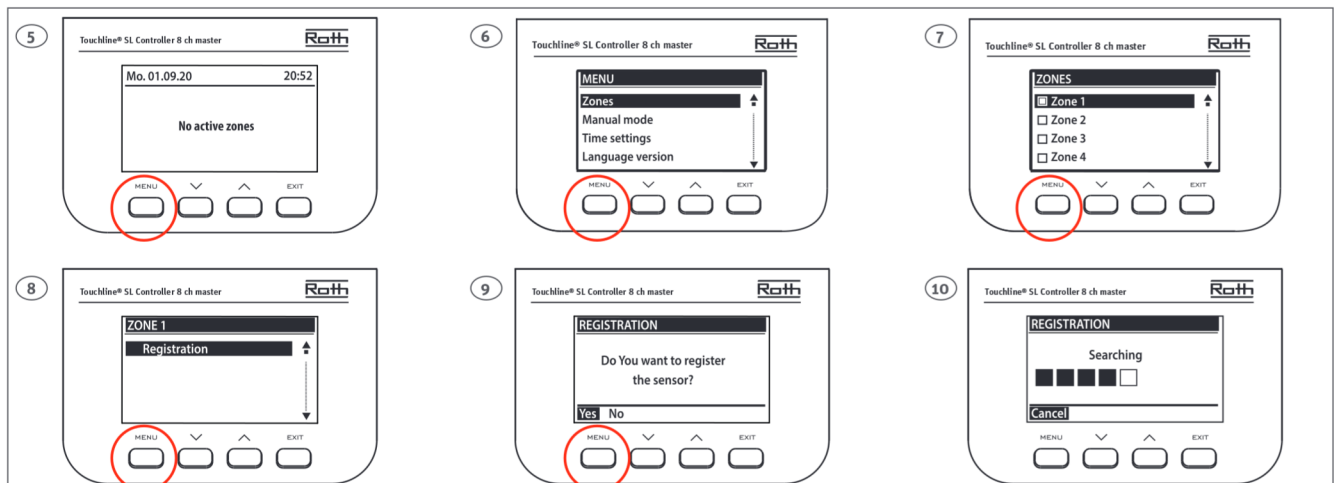 5
Touchline® SL Controller 8 ch master
Roth
Mo. 01.09.20 20:52
No active zones
MENU EXIT
6
Touchline® SL Controller 8 ch master
Roth
MENU
Zones
Manual mode
Time settings
Language version
MENU EXIT
7
Touchline® SL Controller 8 ch master
Roth
ZONES
Zone 1
Zone 2
Zone 3
Zone 4
MENU EXIT
8
Touchline® SL Controller 8 ch master
Roth
ZONE 1
Registration
MENU EXIT
9
Touchline® SL Controller 8 ch master
Roth
REGISTRATION
Do You want to register
the sensor?
Yes No
MENU EXIT
10
Touchline® SL Controller 8 ch master
Roth
REGISTRATION
Searching
Cancel
MENU EXIT